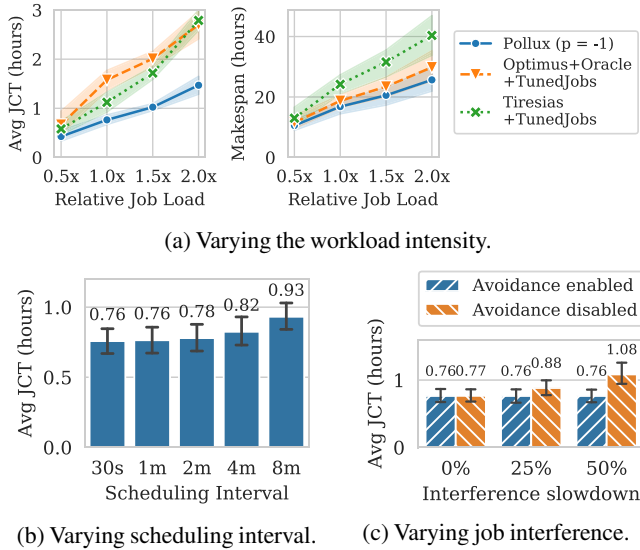 Avg JCT (hours)
3
2
1
0
0.5x 1.0x 1.5x 2.0x
Relative Job Load
Makespan (hours)
40
20
0
0.5x 1.0x 1.5x 2.0x
Relative Job Load
Pollux (p = -1)
Optimus+Oracle
+TunedJobs
Tiresias
+TunedJobs
(a) Varying the workload intensity.
Avg JCT (hours)
1.0
0.5
0.0
0.76 0.76 0.78 0.82 0.93
30s 1m 2m 4m 8m
Scheduling Interval
(b) Varying scheduling interval.
Avoidance enabled
Avoidance disabled
Avg JCT (hours)
1
0
0.76 0.77 0.76 0.88 0.76 1.08
0% 25% 50%
Interference slowdown
(c) Varying job interference.